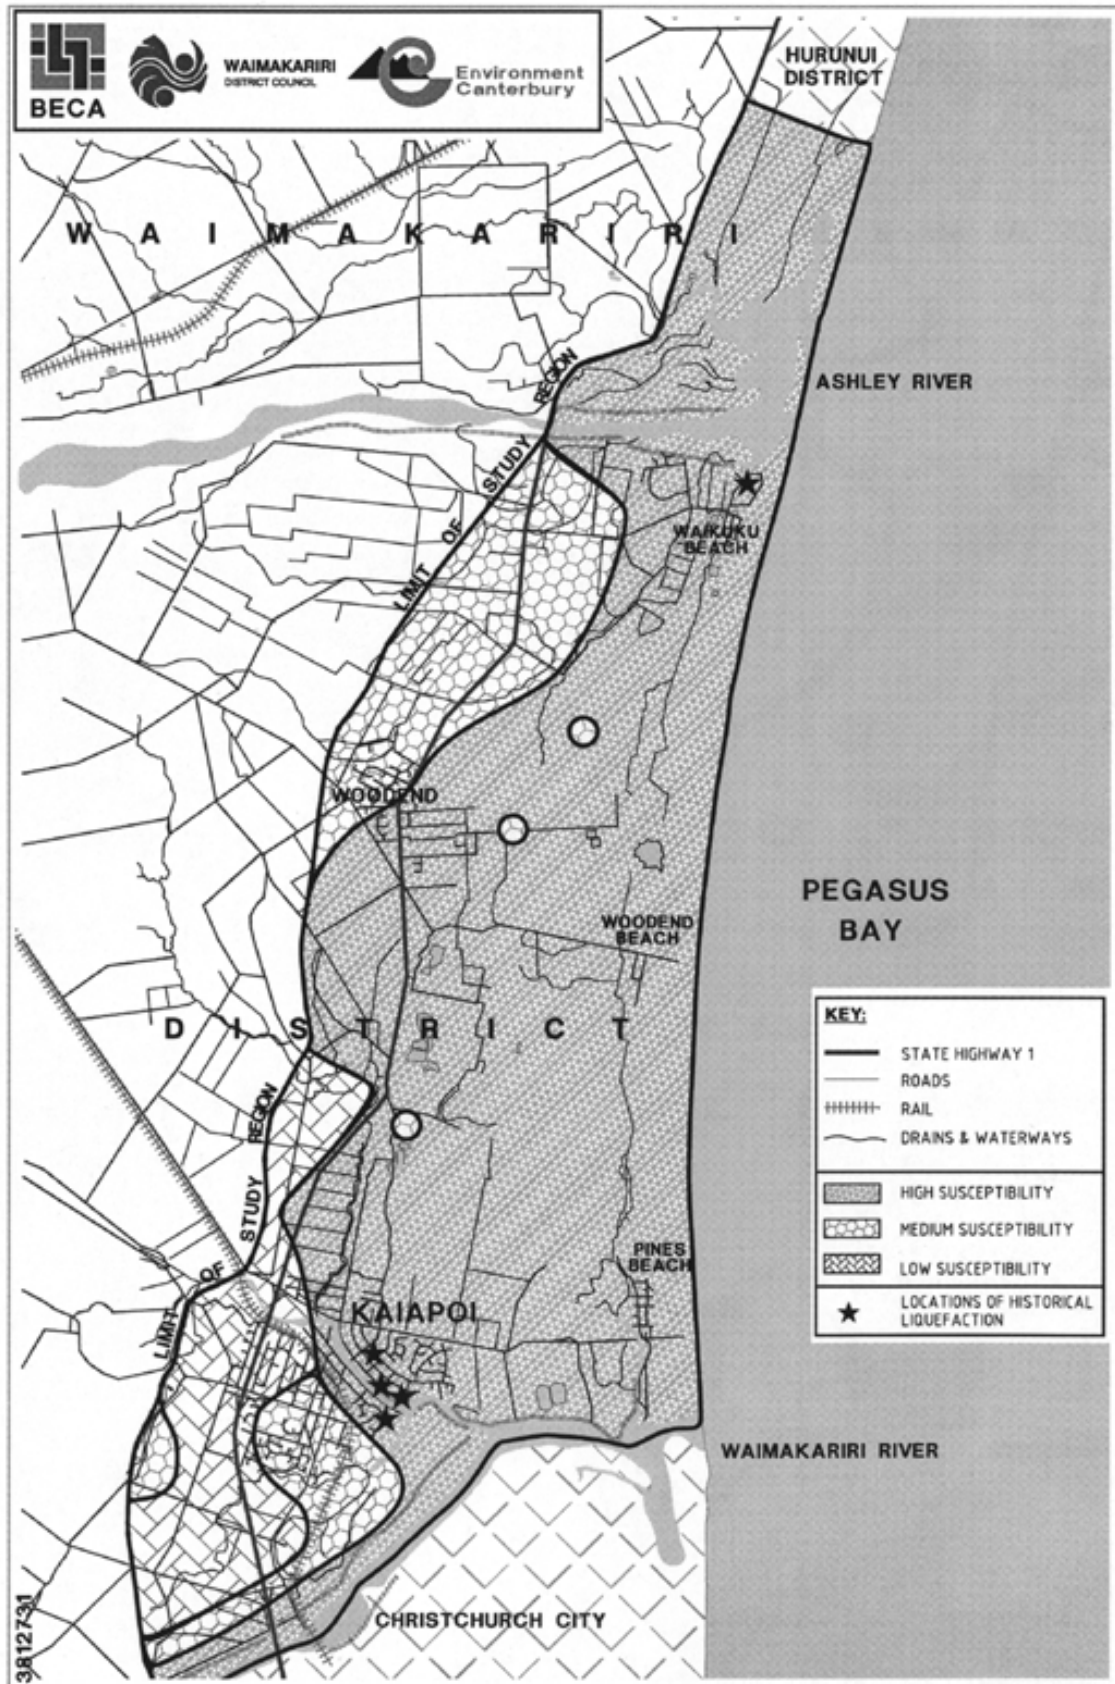 BECA
WAIMAKARIRI
DISTRICT COUNCIL
Environment
Canterbury
HURUNUI
DISTRICT
WAIMAKARIRI
ASHLEY RIVER
LIMIT OF STUDY REGION
WAIKUKU
BEACH
WOODEND
PEGASUS
BAY
WOODEND
BEACH
DISTRICT
KEY:
STATE HIGHWAY 1
ROADS
RAIL
DRAINS & WATERWAYS
HIGH SUSCEPTIBILITY
MEDIUM SUSCEPTIBILITY
LOW SUSCEPTIBILITY
LOCATIONS OF HISTORICAL
LIQUEFACTION
LIMIT OF STUDY REGION
PINES
BEACH
KAIAPOI
WAIMAKARIRI RIVER
CHRISTCHURCH CITY
3812731